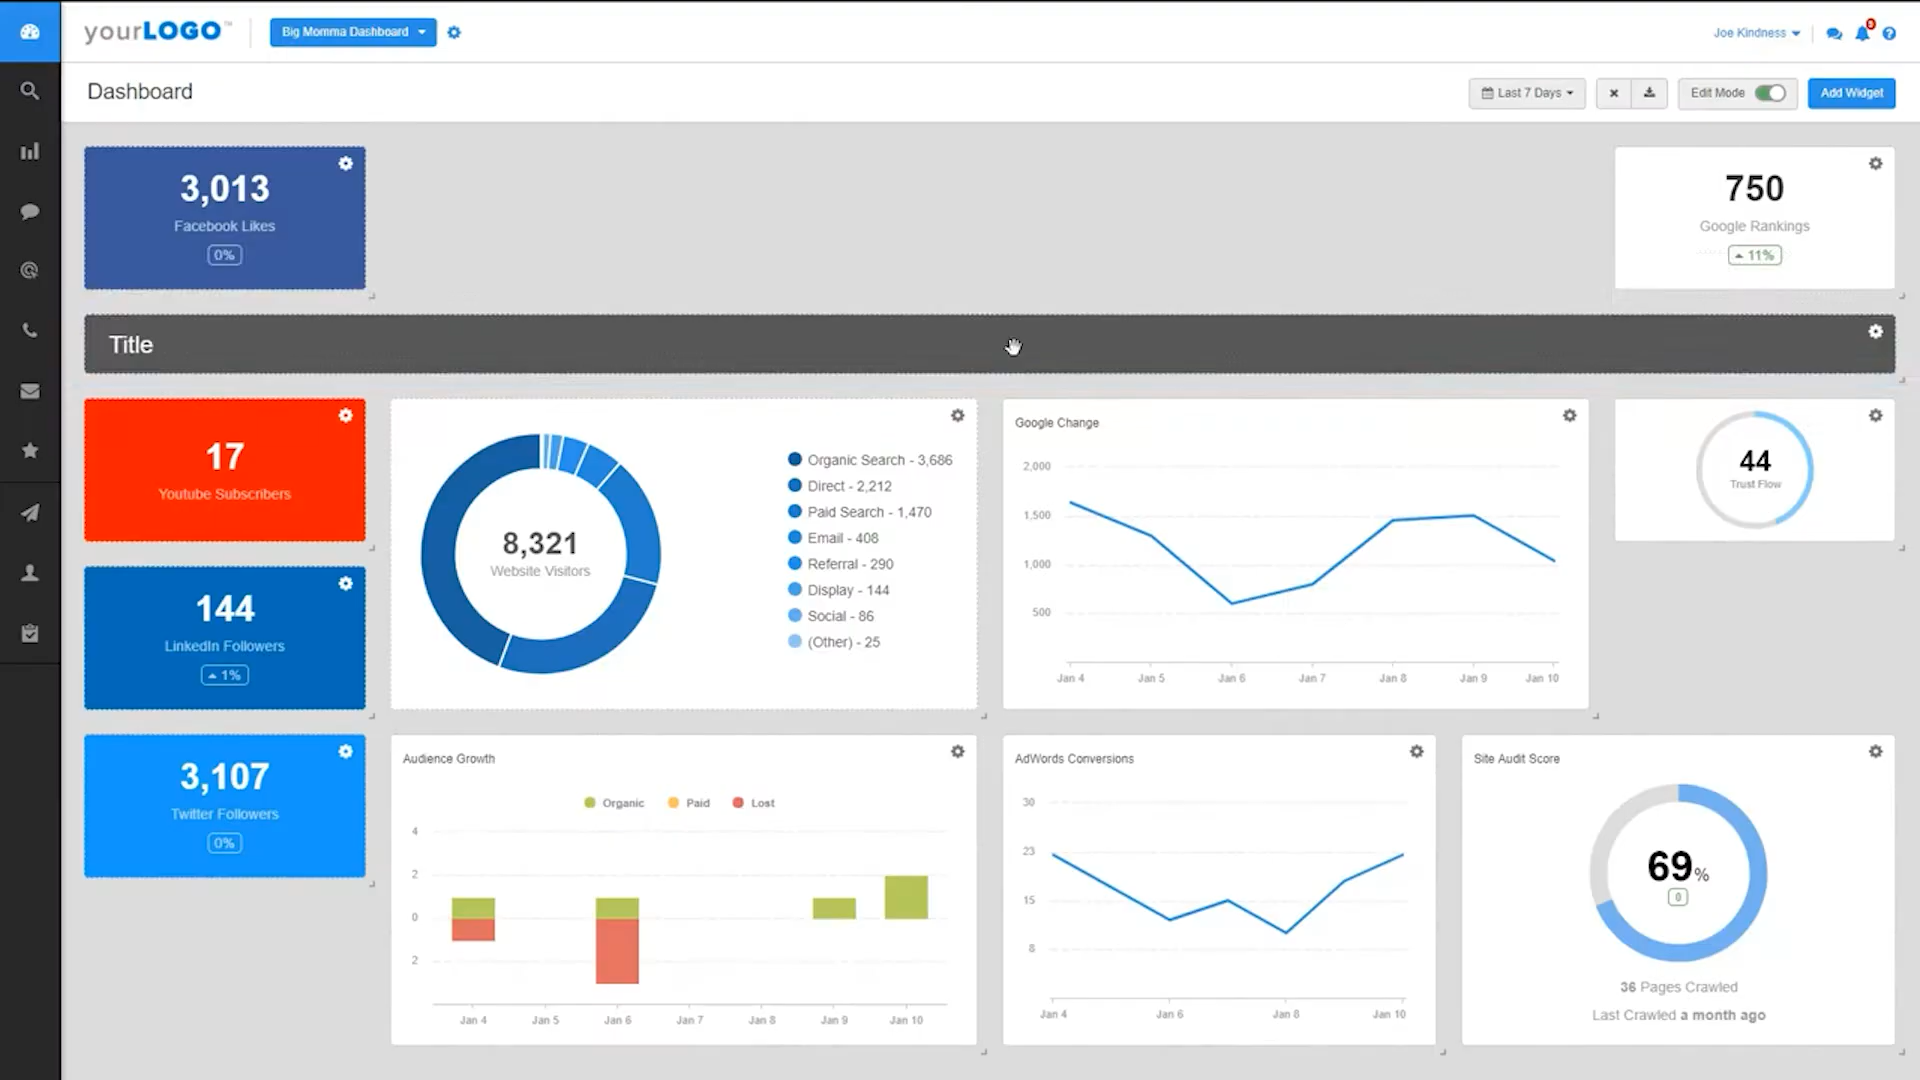 yourLOGO™
Big Momma Dashboard
Joe Kindness
9
Dashboard
Last 7 Days
Edit Mode
Add Widget
3,013
Facebook Likes
0%
750
Google Rankings
11%
Title
17
Youtube Subscribers
144
LinkedIn Followers
1%
3,107
Twitter Followers
0%
8,321
Website Visitors
Organic Search - 3,686
Direct - 2,212
Paid Search - 1,470
Email - 408
Referral - 290
Display - 144
Social - 86
(Other) - 25
Google Change
2,000
1,500
1,000
500
Jan 4 Jan 5 Jan 6 Jan 7 Jan 8 Jan 9 Jan 10
44
Trust Flow
Audience Growth
Organic Paid Lost
4
2
0
2
Jan 4 Jan 5 Jan 6 Jan 7 Jan 8 Jan 9 Jan 10
AdWords Conversions
30
23
15
8
Jan 4 Jan 6 Jan 8 Jan 10
Site Audit Score
69%
0
36 Pages Crawled
Last Crawled a month ago